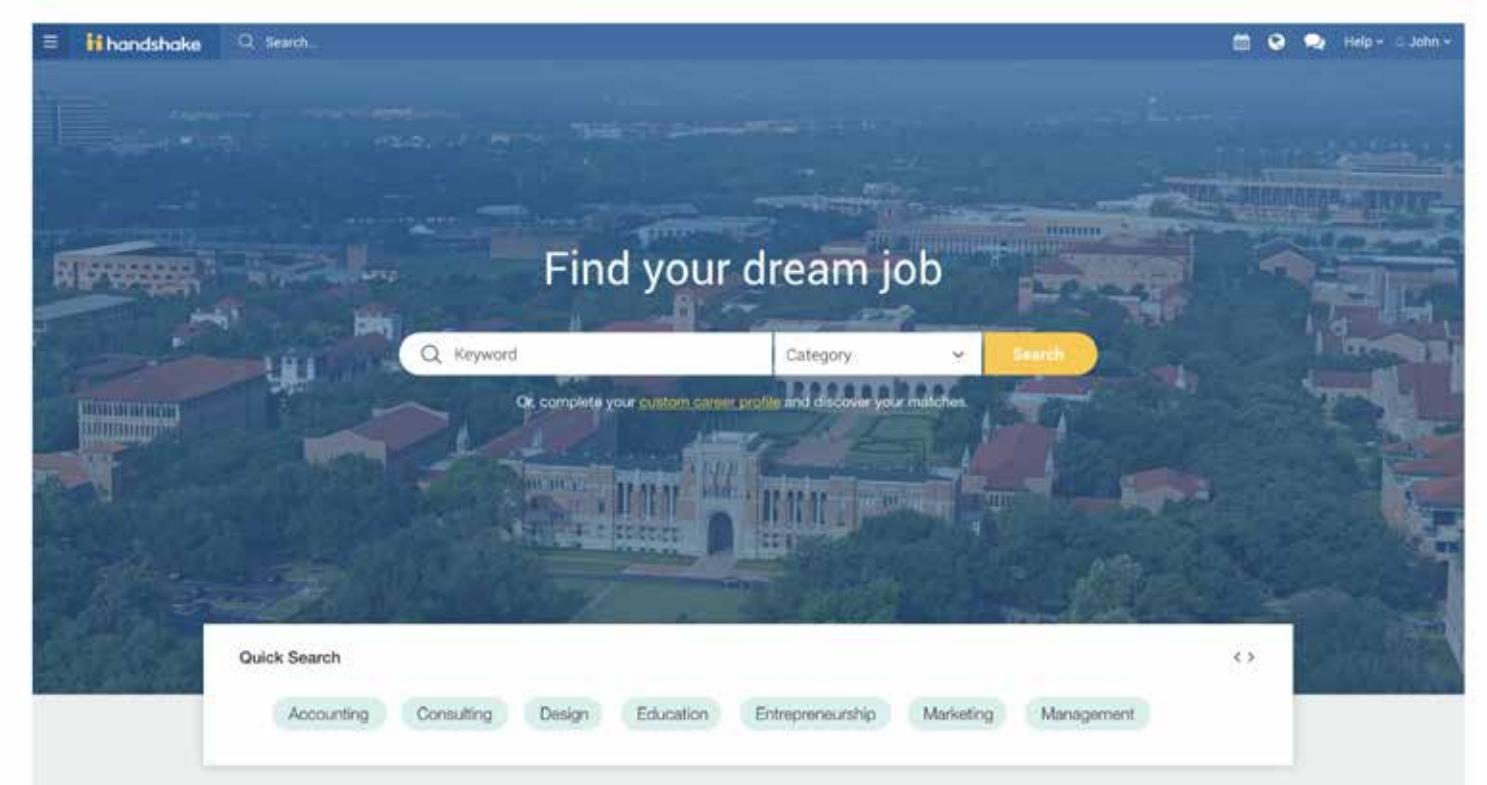 handshake Search... Help John
Find your dream job
Keyword Category Search
Or, complete your custom career profile and discover your matches.
Quick Search < >
Accounting Consulting Design Education Entrepreneurship Marketing Management